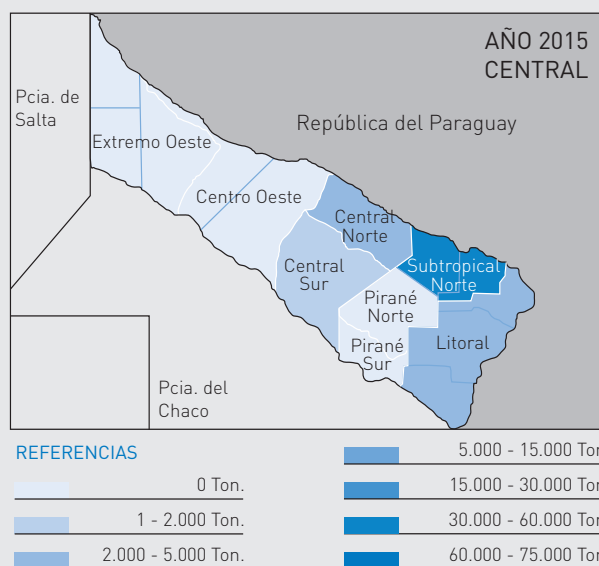 AÑO 2015
CENTRAL
Pcia. de
Salta
República del Paraguay
Extremo Oeste
Centro Oeste
Central
Norte
Subtropical
Norte
Central
Sur
Pirané
Norte
Litoral
Pirané
Sur
Pcia. del
Chaco
REFERENCIAS
0 Ton.
1 - 2.000 Ton.
2.000 - 5.000 Ton.
5.000 - 15.000 Ton
15.000 - 30.000 Ton
30.000 - 60.000 Ton
60.000 - 75.000 Ton